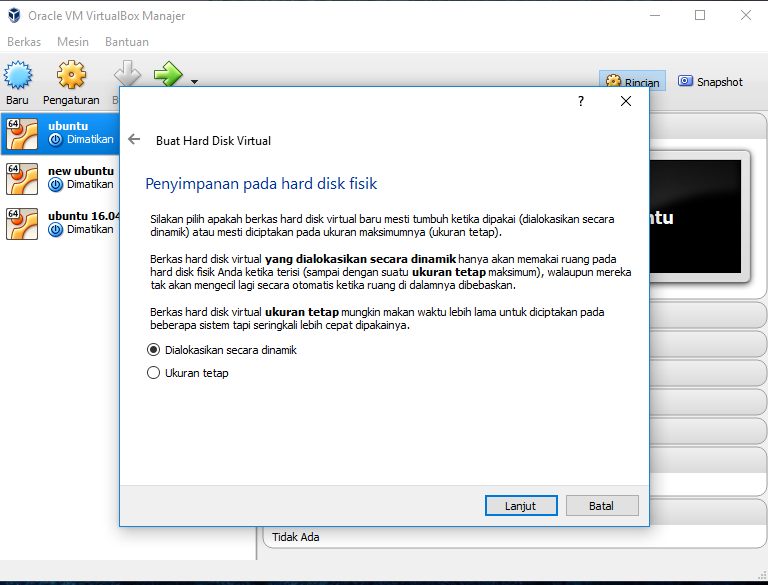 Oracle VM VirtualBox Manajer
Berkas Mesin Bantuan
Baru Pengaturan
Rincian Snapshot
64 ubuntu
Dimatikan
64 new ubuntu
Dimatikan
64 ubuntu 16.04
Dimatikan
?
Buat Hard Disk Virtual
Penyimpanan pada hard disk fisik
Silakan pilih apakah berkas hard disk virtual baru mesti tumbuh ketika dipakai (dialokasikan secara
dinamik) atau mesti diciptakan pada ukuran maksimumnya (ukuran tetap).
Berkas hard disk virtual yang dialokasikan secara dinamik hanya akan memakai ruang pada
hard disk fisik Anda ketika terisi (sampai dengan suatu ukuran tetap maksimum), walaupun mereka
tak akan mengecil lagi secara otomatis ketika ruang di dalamnya dibebaskan.
Berkas hard disk virtual ukuran tetap mungkin makan waktu lebih lama untuk diciptakan pada
beberapa sistem tapi seringkali lebih cepat dipakainya.
Dialokasikan secara dinamik
Ukuran tetap
Lanjut Batal
Tidak Ada